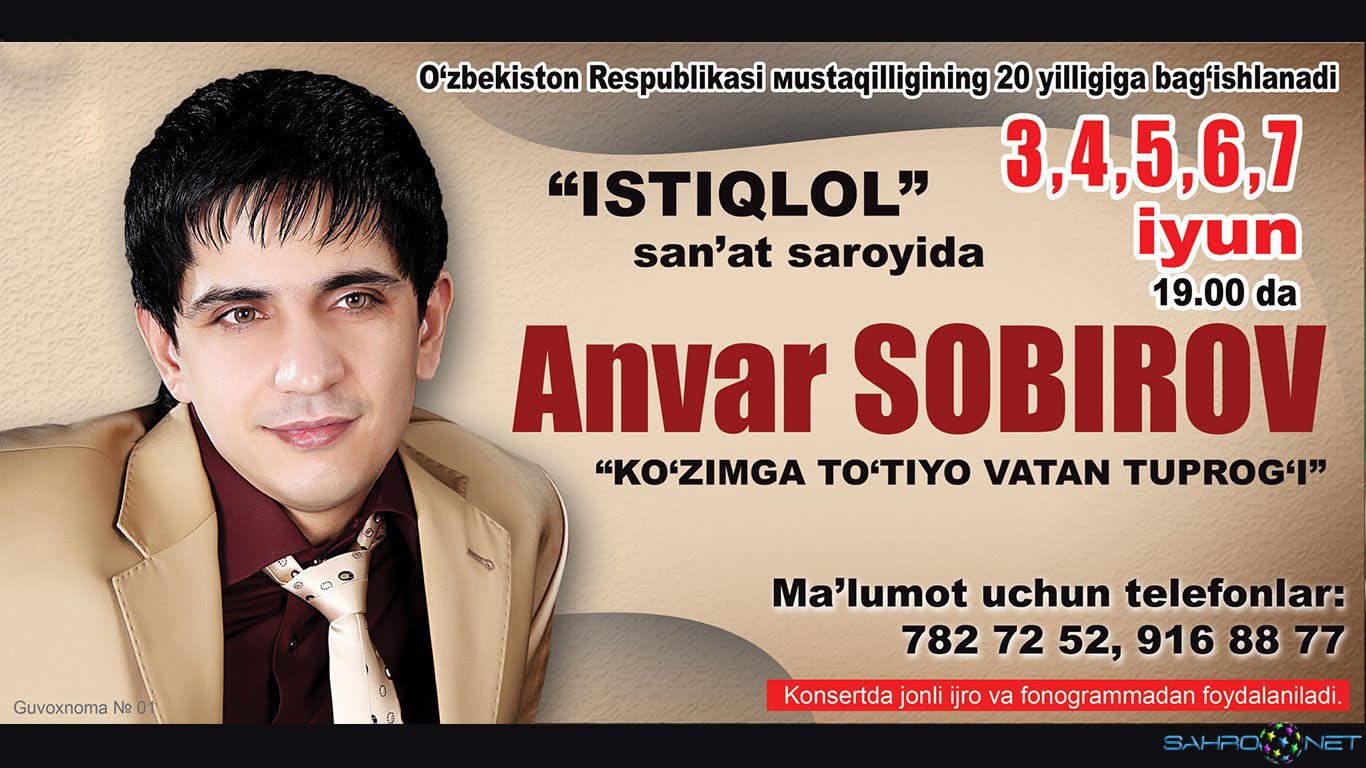 O‘zbekiston Respublikasi мustaqilligining 20 yilligiga bag‘ishlanadi
3,4,5,6,7
iyun
19.00 da
“ISTIQLOL”
san’at saroyida
Anvar SOBIROV
“KO‘ZIMGA TO‘TIYO VATAN TUPROG‘I”
Ma’lumot uchun telefonlar:
782 72 52, 916 88 77
Konsertda jonli ijro va fonogrammadan foydalaniladi.
Guvoxnoma № 01
SAHRO NET